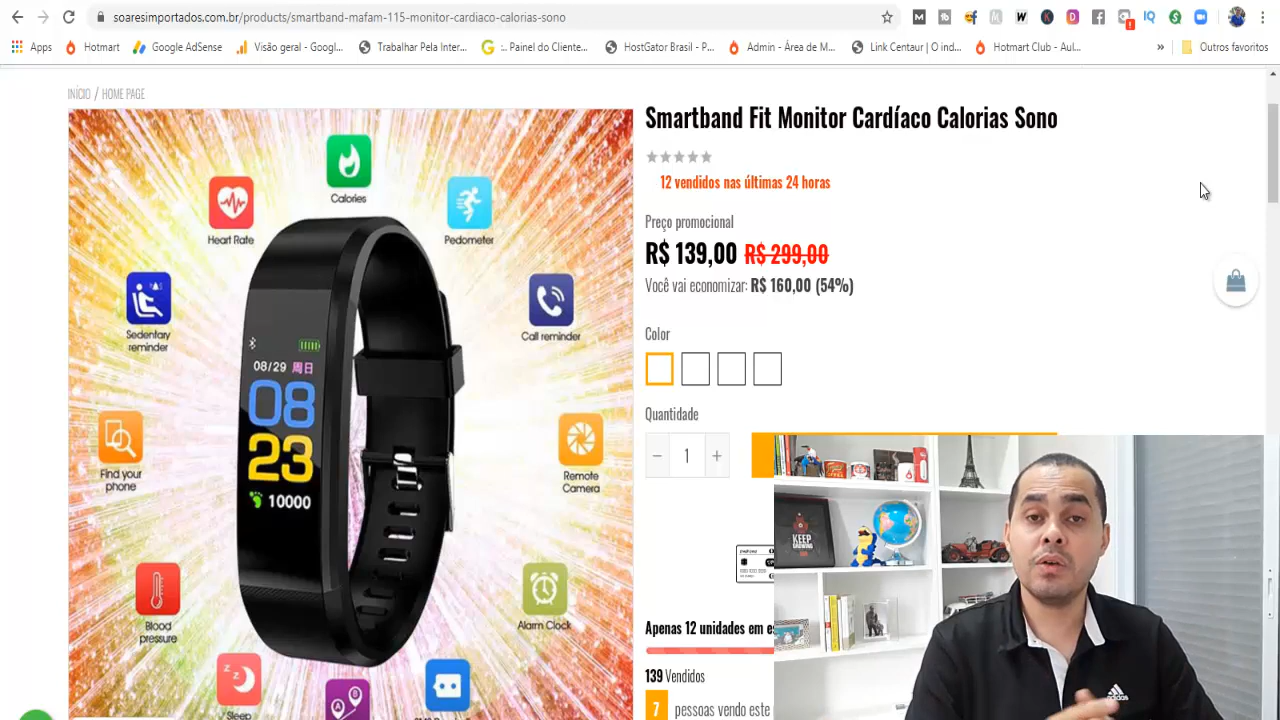 soaresimportados.com.br/products/smartband-mafam-115-monitor-cardiaco-calorias-sono
Apps
Hotmart
Google AdSense
Visão geral - Googl...
Trabalhar Pela Inter...
:. Painel do Cliente...
HostGator Brasil - P...
Admin - Área de M...
Link Centaur | O ind...
Hotmart Club - Aul...
Outros favoritos
INÍCIO / HOME PAGE
Smartband Fit Monitor Cardíaco Calorias Sono
12 vendidos nas últimas 24 horas
Preço promocional
R$ 139,00 R$ 299,00
Você vai economizar: R$ 160,00 (54%)
Color
Quantidade
1
Apenas 12 unidades em es
139 Vendidos
7 pessoas vendo este
Calories
Heart Rate
Pedometer
Sedentary
reminder
Call reminder
08/29 周日
08
23
10000
Find your
phone
Remote
Camera
Blood
pressure
Alarm Clock
Sleep
KEEP
GROWING
adidas